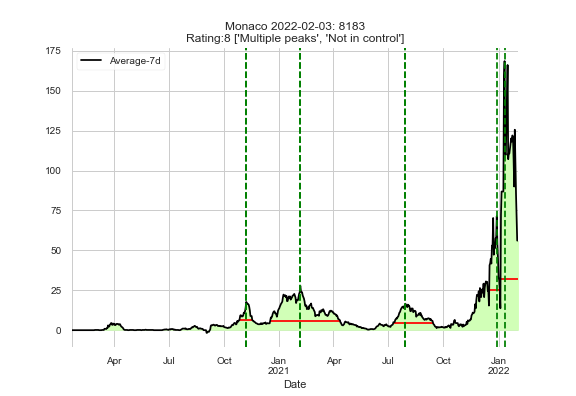 Monaco 2022-02-03: 8183
Rating:8 ['Multiple peaks', 'Not in control']
Average-7d
175
150
125
100
75
50
25
0
Apr Jul Oct Jan Apr Jul Oct Jan
2021 2022
Date